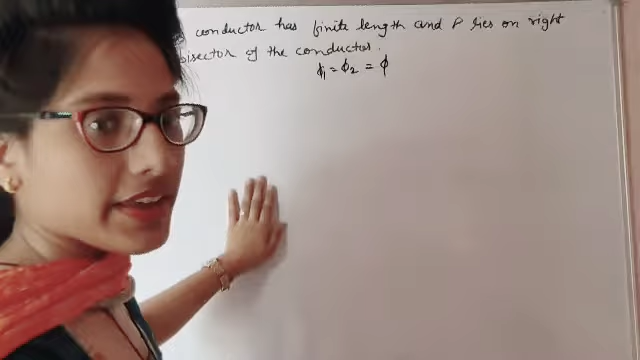 conductor has finite length and P lies on right
bisector of the conductor.
ϕ₁ = ϕ₂ = ϕ